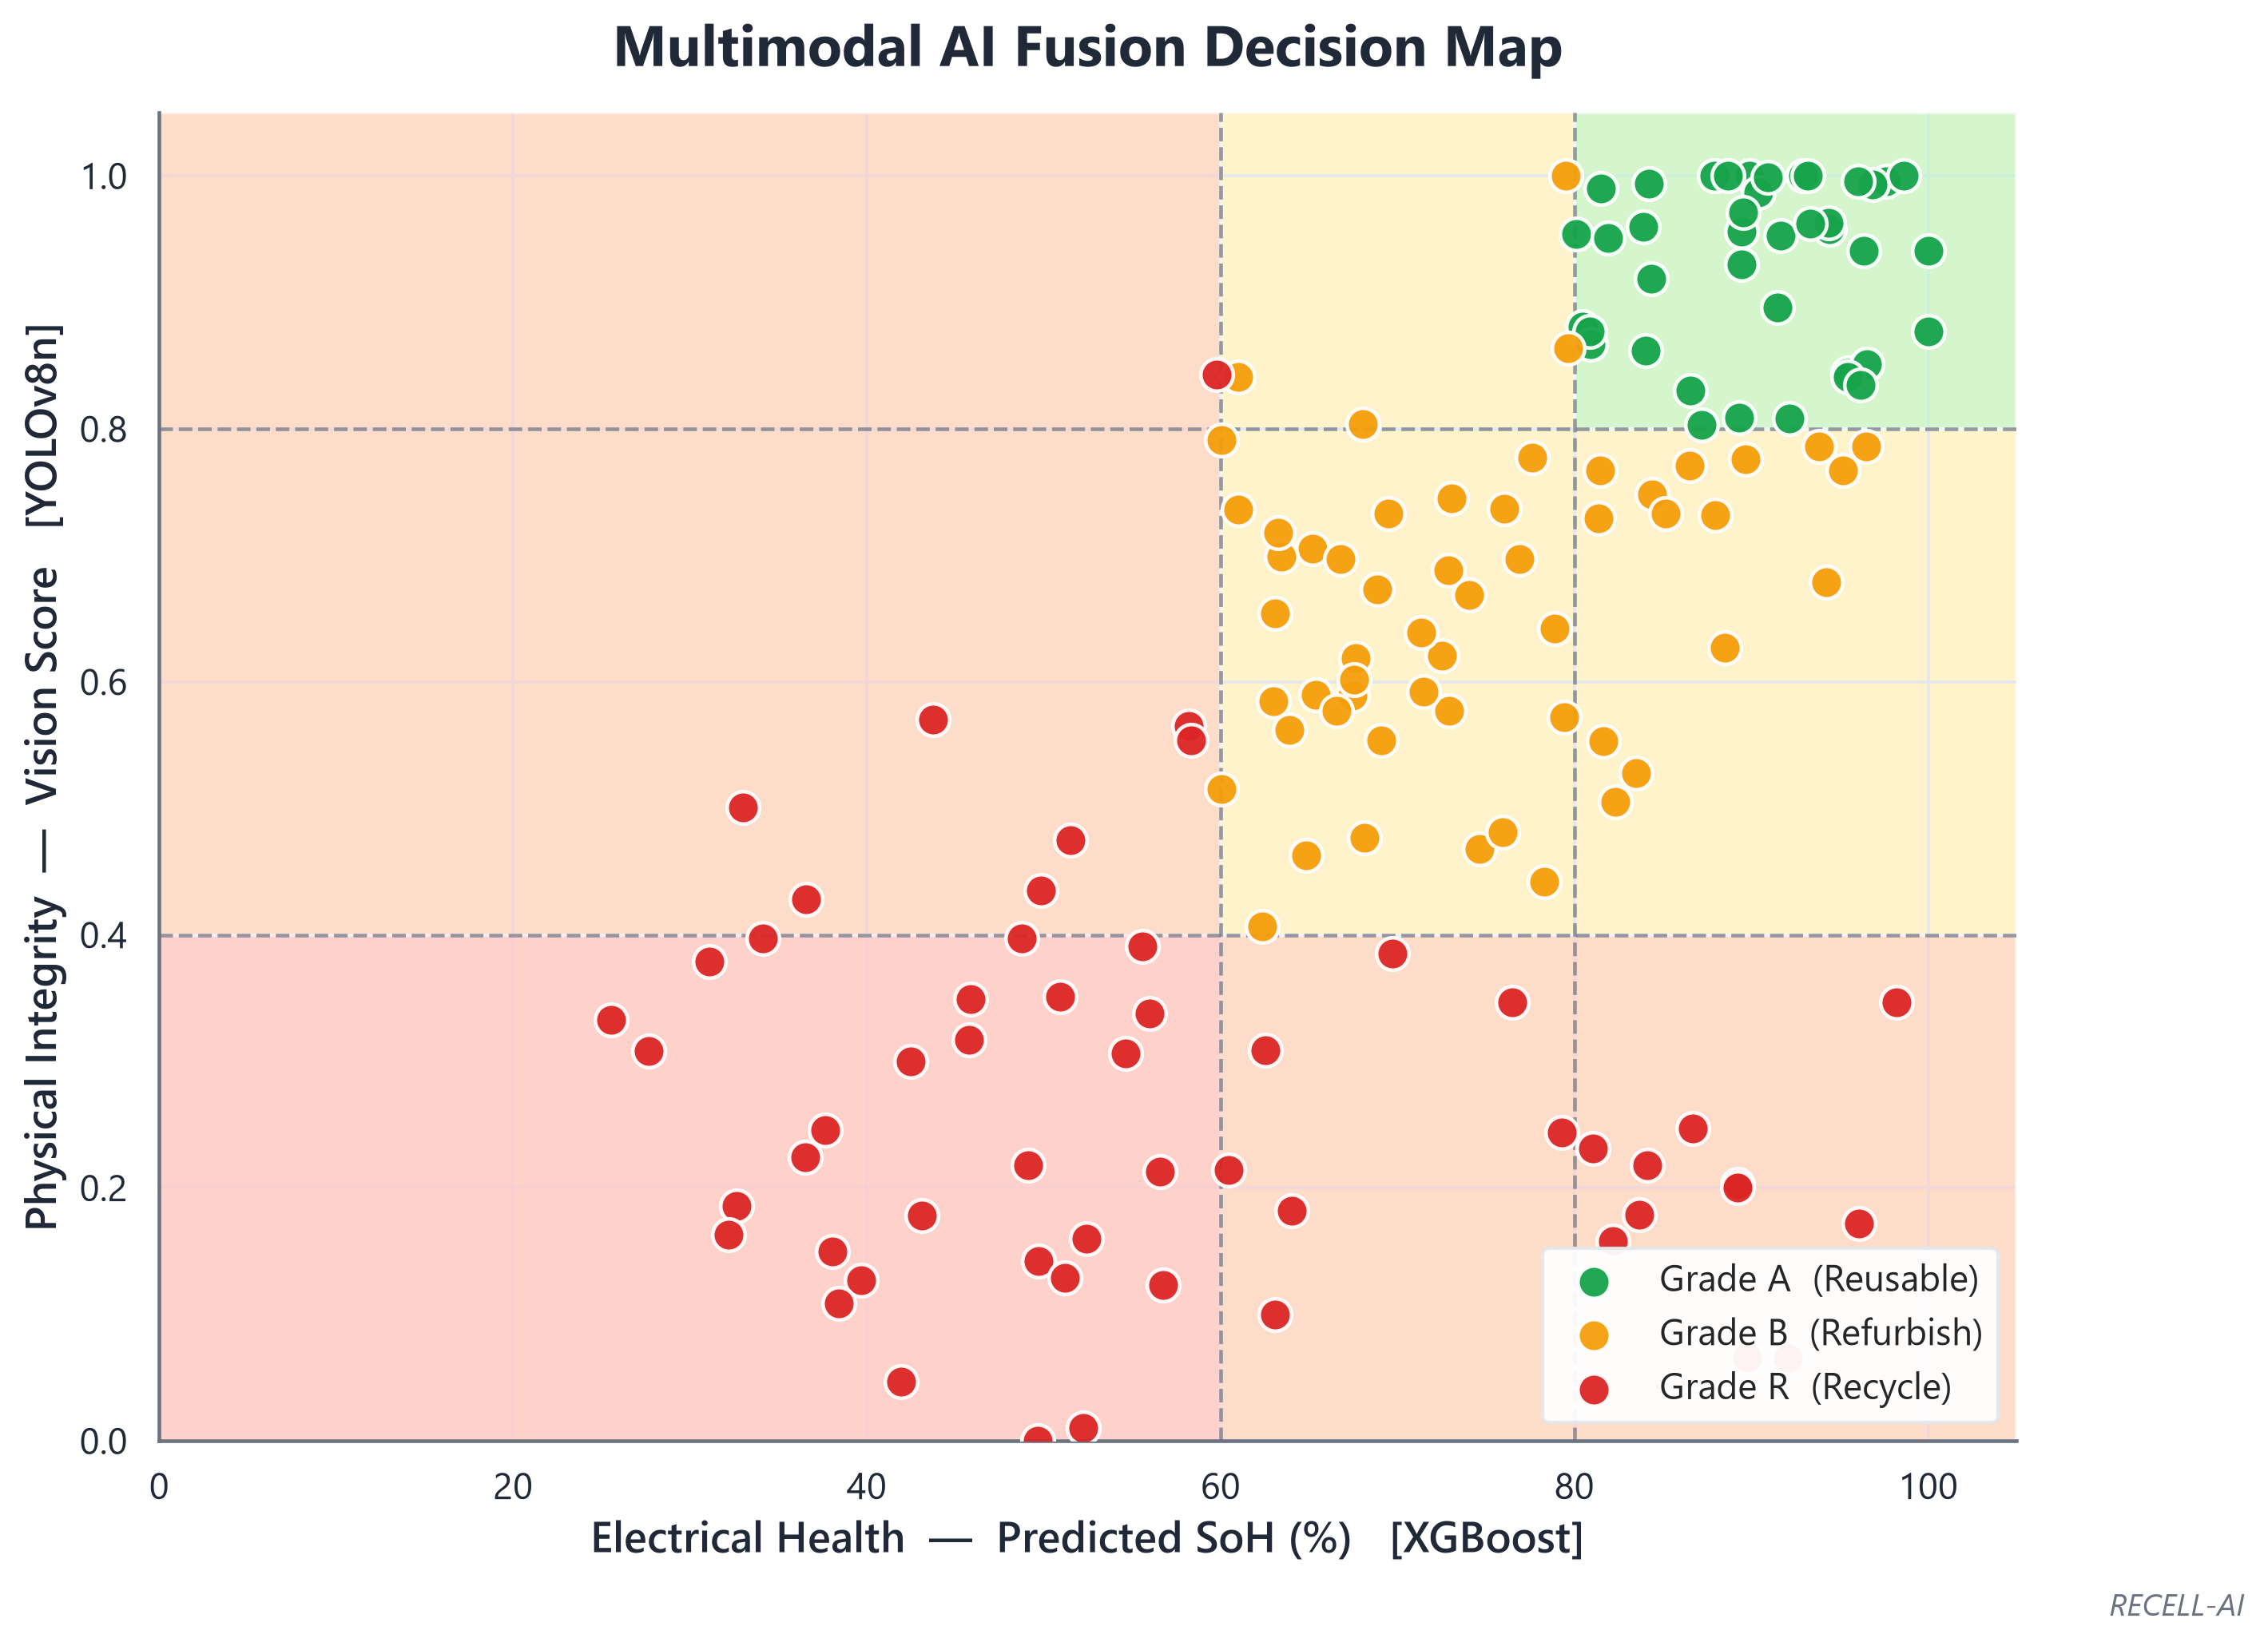 Multimodal AI Fusion Decision Map
Physical Integrity — Vision Score [YOLOv8n]
1.0
0.8
0.6
0.4
0.2
0.0
0 20 40 60 80 100
Electrical Health — Predicted SoH (%) [XGBoost]
Grade A (Reusable)
Grade B (Refurbish)
Grade R (Recycle)
RECELL-AI